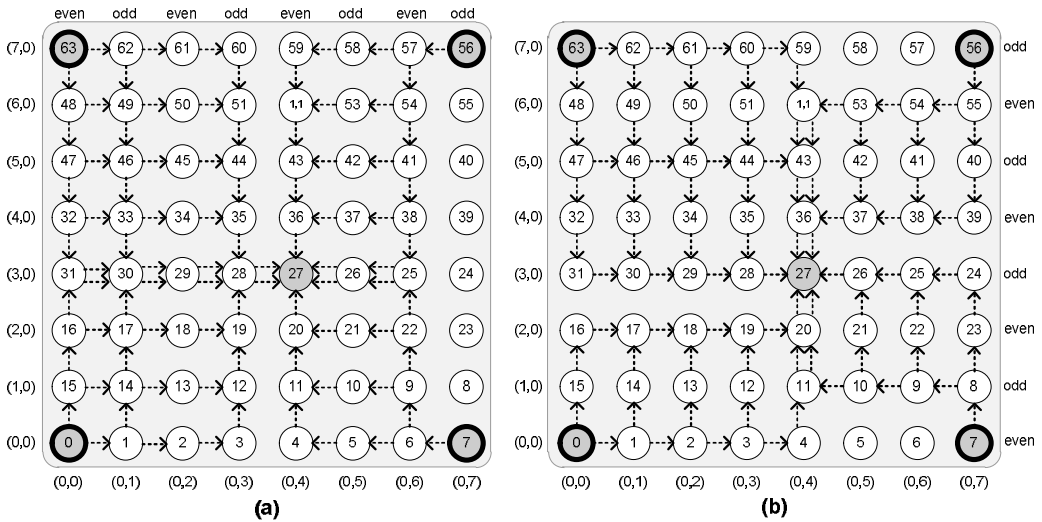 even odd even odd even odd even odd
(7,0) 63 62 61 60 59 58 57 56
(6,0) 48 49 50 51 1,1 53 54 55
(5,0) 47 46 45 44 43 42 41 40
(4,0) 32 33 34 35 36 37 38 39
(3,0) 31 30 29 28 27 26 25 24
(2,0) 16 17 18 19 20 21 22 23
(1,0) 15 14 13 12 11 10 9 8
(0,0) 0 1 2 3 4 5 6 7
(0,0) (0,1) (0,2) (0,3) (0,4) (0,5) (0,6) (0,7)
(a)
(7,0) 63 62 61 60 59 58 57 56 odd
(6,0) 48 49 50 51 1,1 53 54 55 even
(5,0) 47 46 45 44 43 42 41 40 odd
(4,0) 32 33 34 35 36 37 38 39 even
(3,0) 31 30 29 28 27 26 25 24 odd
(2,0) 16 17 18 19 20 21 22 23 even
(1,0) 15 14 13 12 11 10 9 8 odd
(0,0) 0 1 2 3 4 5 6 7 even
(0,0) (0,1) (0,2) (0,3) (0,4) (0,5) (0,6) (0,7)
(b)